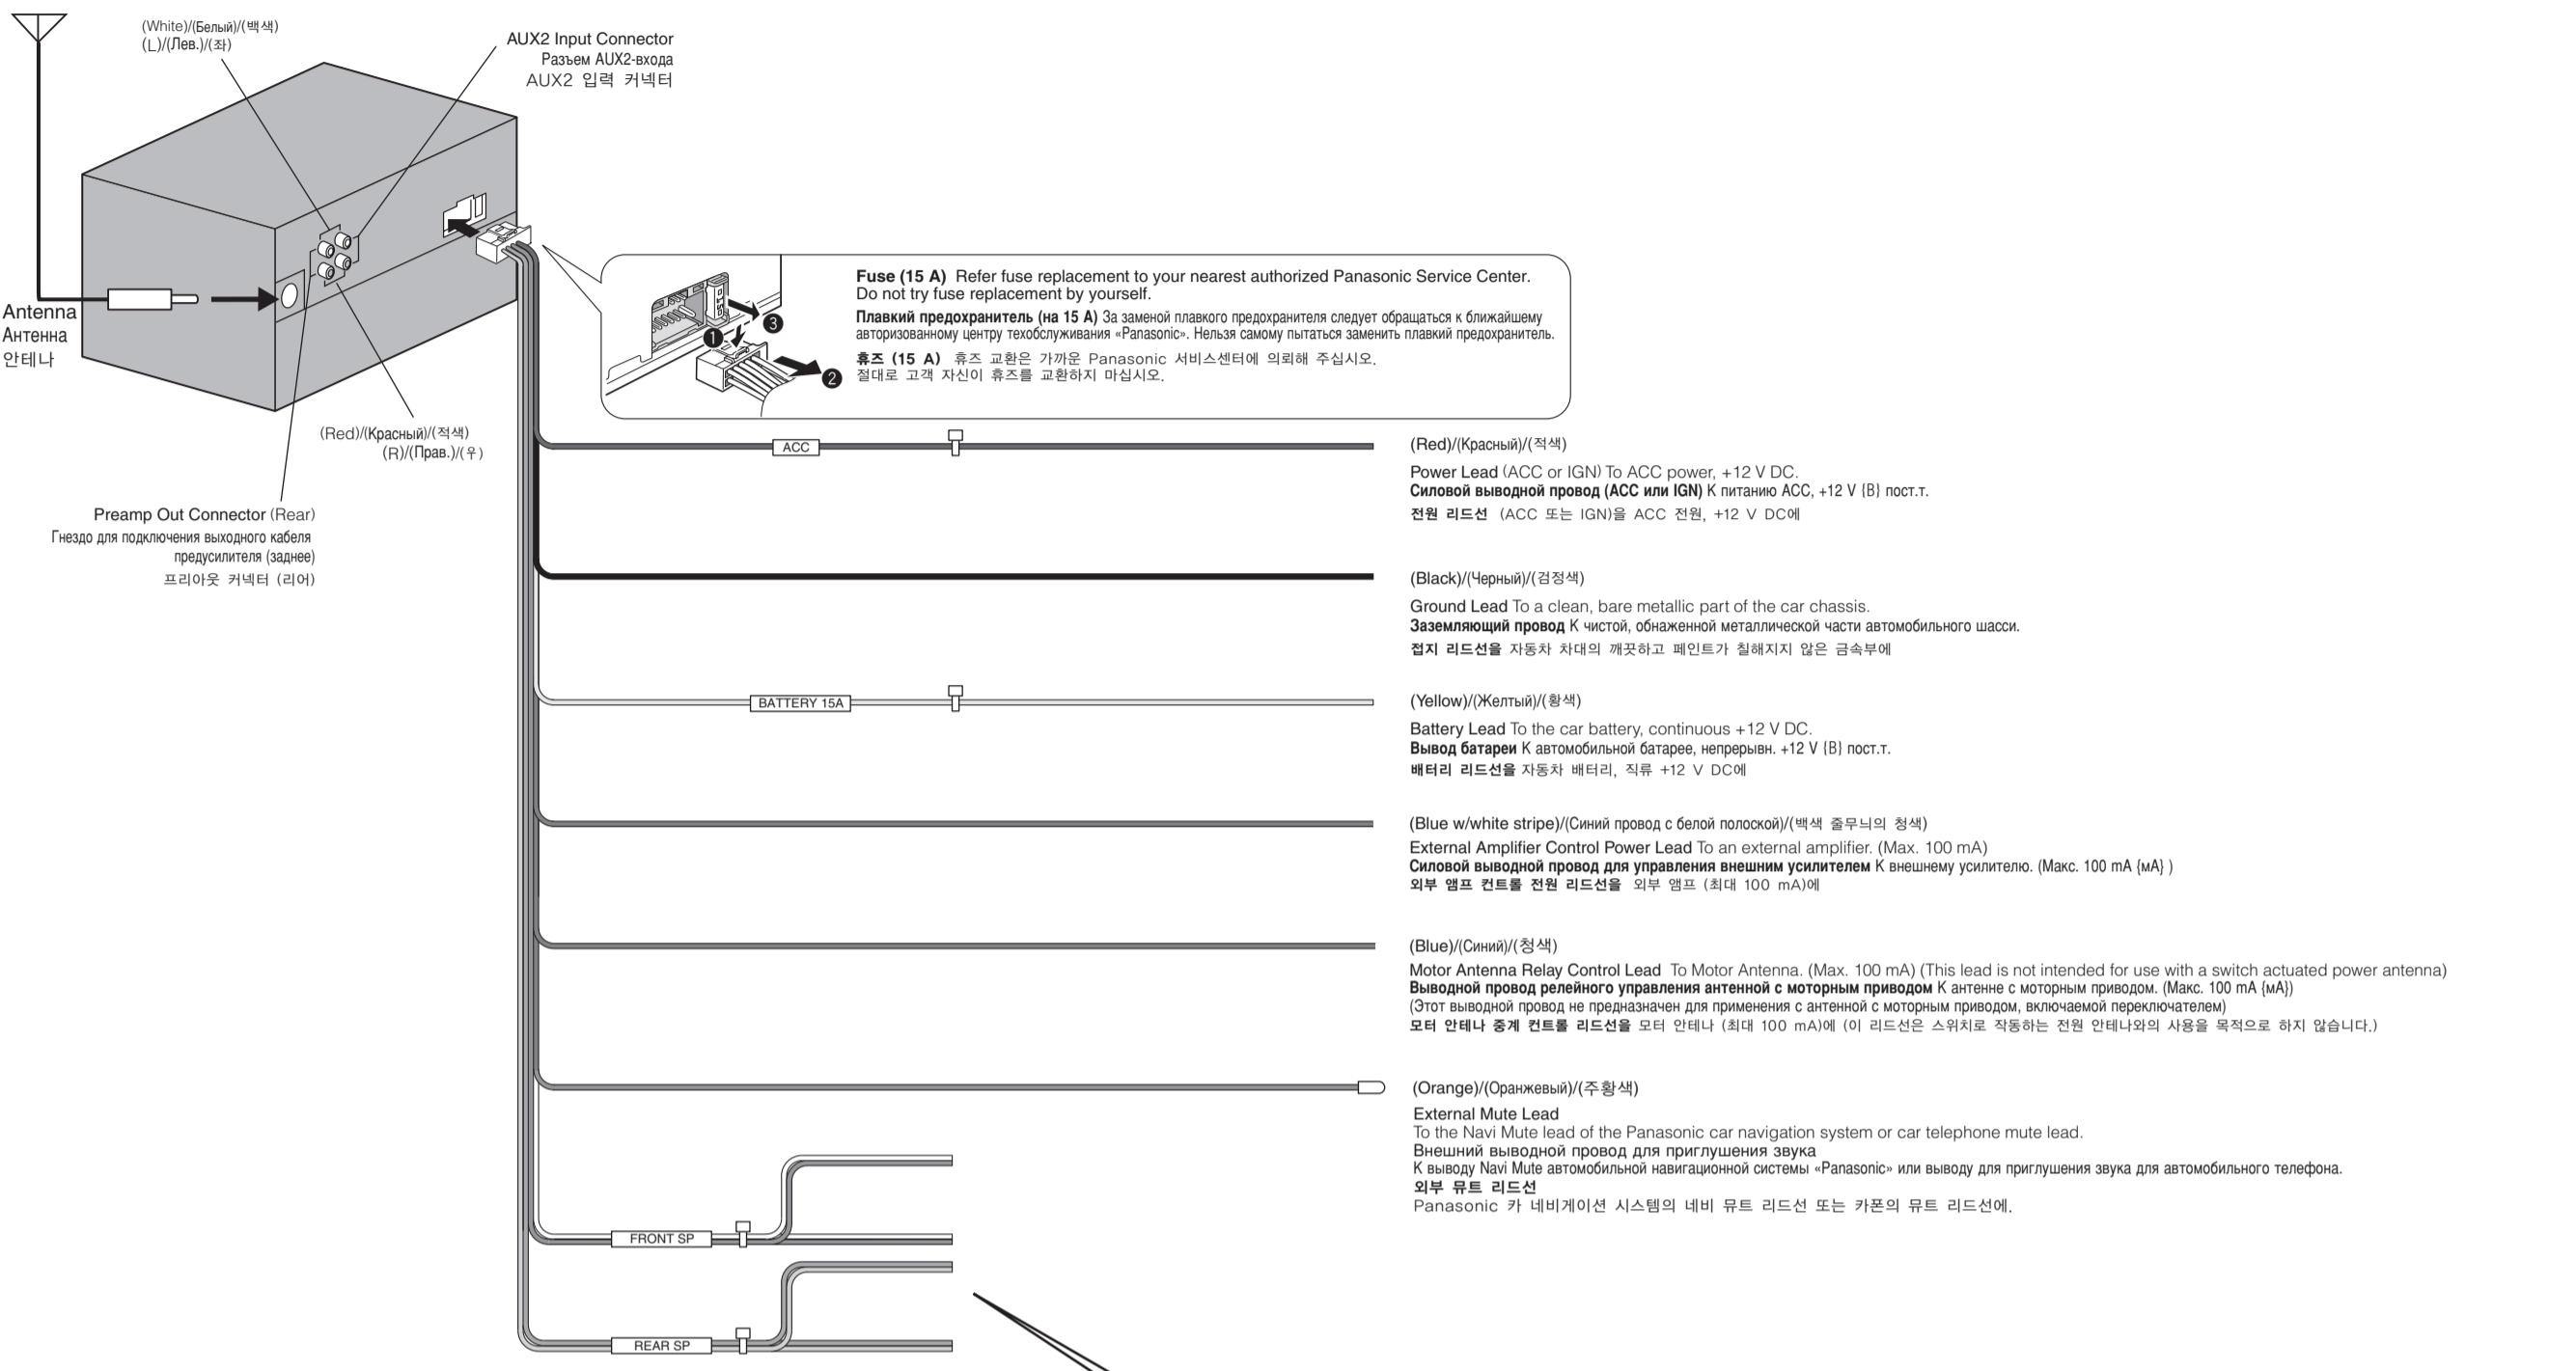 (White)/(Белый)/(백색)
(L)/(Лев.)/(좌)
AUX2 Input Connector
Разъем AUX2-входа
AUX2 입력 커넥터
Antenna
Антенна
안테나
(Red)/(Красный)/(적색)
(R)/(Прав.)/(우)
Preamp Out Connector (Rear)
Гнездо для подключения выходного кабеля
предусилителя (заднее)
프리아웃 커넥터 (리어)
Fuse (15 A) Refer fuse replacement to your nearest authorized Panasonic Service Center.
Do not try fuse replacement by yourself.
Плавкий предохранитель (на 15 А) За заменой плавкого предохранителя следует обращаться к ближайшему
авторизованному центру техобслуживания «Panasonic». Нельзя самому пытаться заменить плавкий предохранитель.
휴즈 (15 A) 휴즈 교환은 가까운 Panasonic 서비스센터에 의뢰해 주십시오.
절대로 고객 자신이 휴즈를 교환하지 마십시오.
1
2
3
ACC
(Red)/(Красный)/(적색)
Power Lead (ACC or IGN) To ACC power, +12 V DC.
Силовой выводной провод (ACC или IGN) К питанию ACC, +12 V {В} пост.т.
전원 리드선 (ACC 또는 IGN)을 ACC 전원, +12 V DC에
(Black)/(Черный)/(검정색)
Ground Lead To a clean, bare metallic part of the car chassis.
Заземляющий провод К чистой, обнаженной металлической части автомобильного шасси.
접지 리드선을 자동차 차대의 깨끗하고 페인트가 칠해지지 않은 금속부에
BATTERY 15A
(Yellow)/(Желтый)/(황색)
Battery Lead To the car battery, continuous +12 V DC.
Вывод батареи К автомобильной батарее, непрерывн. +12 V {В} пост.т.
배터리 리드선을 자동차 배터리, 직류 +12 V DC에
(Blue w/white stripe)/(Синий провод с белой полоской)/(백색 줄무늬의 청색)
External Amplifier Control Power Lead To an external amplifier. (Max. 100 mA)
Силовой выводной провод для управления внешним усилителем К внешнему усилителю. (Макс. 100 mA {мА} )
외부 앰프 컨트롤 전원 리드선을 외부 앰프 (최대 100 mA)에
(Blue)/(Синий)/(청색)
Motor Antenna Relay Control Lead To Motor Antenna. (Max. 100 mA) (This lead is not intended for use with a switch actuated power antenna)
Выводной провод релейного управления антенной с моторным приводом К антенне с моторным приводом. (Макс. 100 mA {мА})
(Этот выводной провод не предназначен для применения с антенной с моторным приводом, включаемой переключателем)
모터 안테나 중계 컨트롤 리드선을 모터 안테나 (최대 100 mA)에 (이 리드선은 스위치로 작동하는 전원 안테나와의 사용을 목적으로 하지 않습니다.)
(Orange)/(Оранжевый)/(주황색)
External Mute Lead
To the Navi Mute lead of the Panasonic car navigation system or car telephone mute lead.
Внешний выводной провод для приглушения звука
К выводу Navi Mute автомобильной навигационной системы «Panasonic» или выводу для приглушения звука для автомобильного телефона.
외부 뮤트 리드선
Panasonic 카 네비게이션 시스템의 네비 뮤트 리드선 또는 카폰의 뮤트 리드선에.
FRONT SP
REAR SP